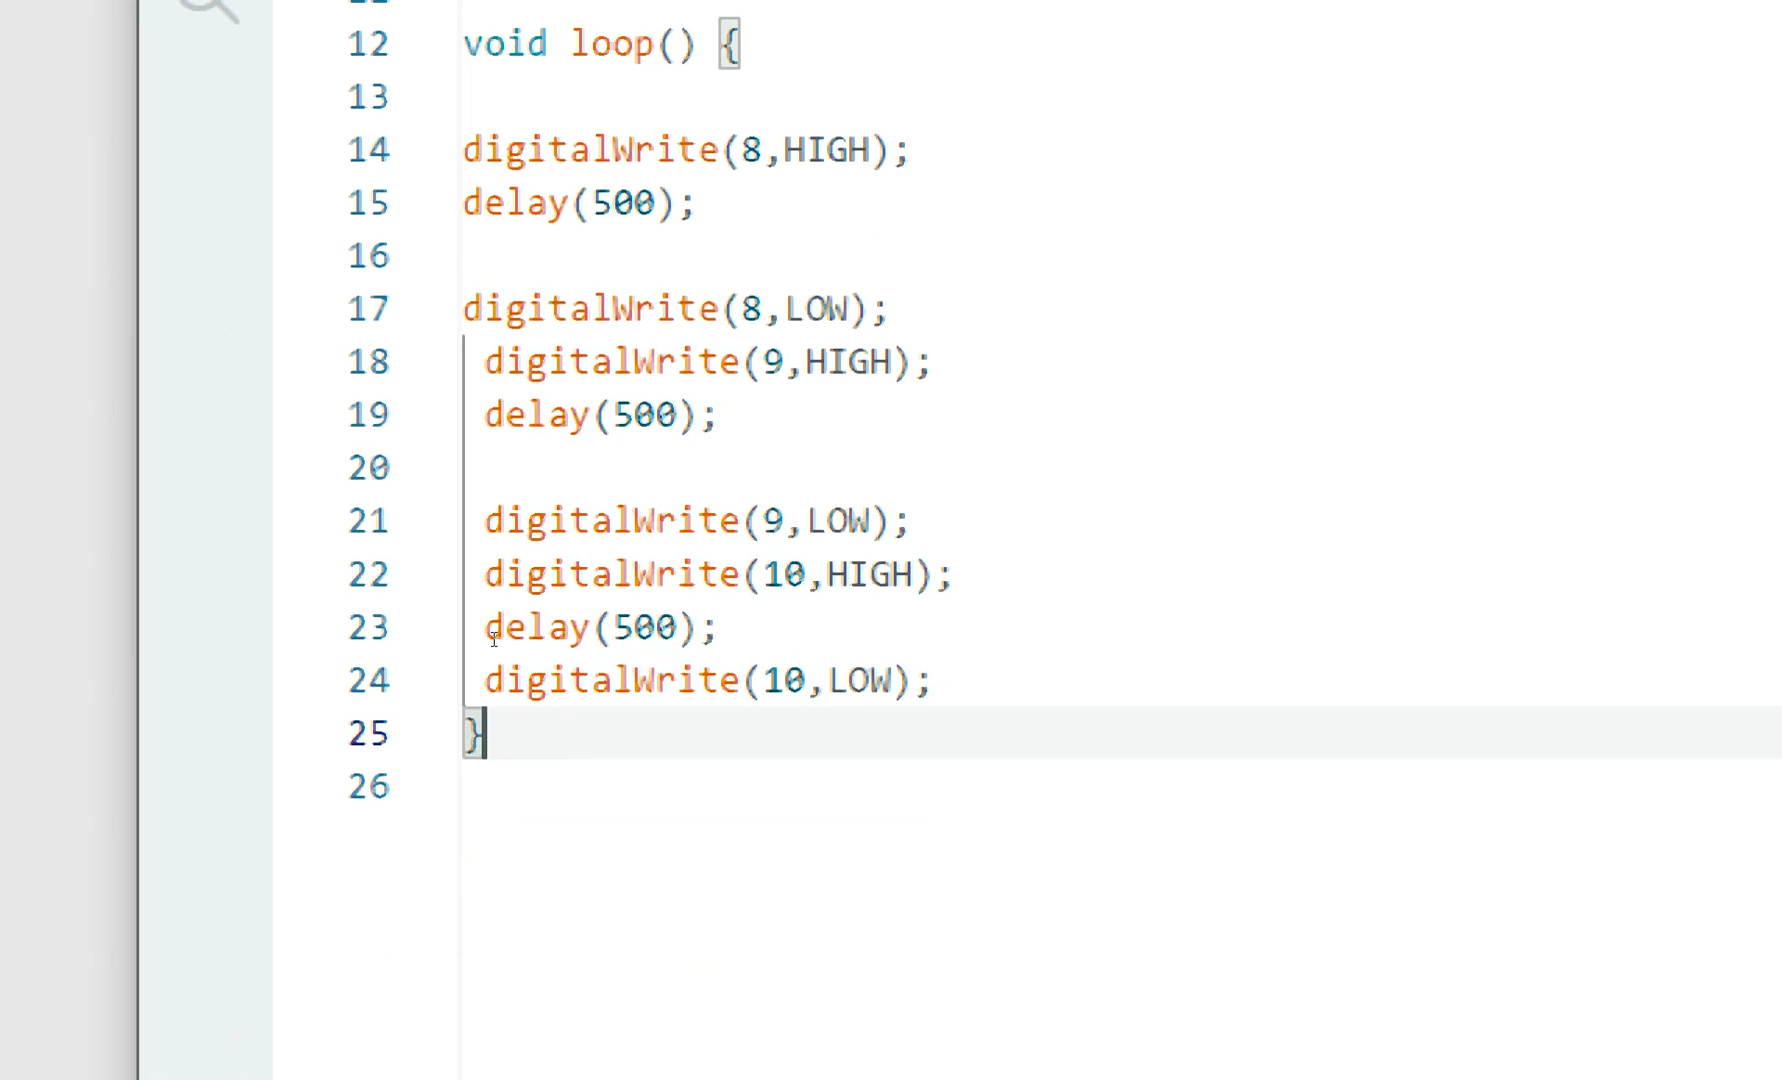 12 void loop() {
13
14 digitalWrite(8,HIGH);
15 delay(500);
16
17 digitalWrite(8,LOW);
18 digitalWrite(9,HIGH);
19 delay(500);
20
21 digitalWrite(9,LOW);
22 digitalWrite(10,HIGH);
23 delay(500);
24 digitalWrite(10,LOW);
25 }
26